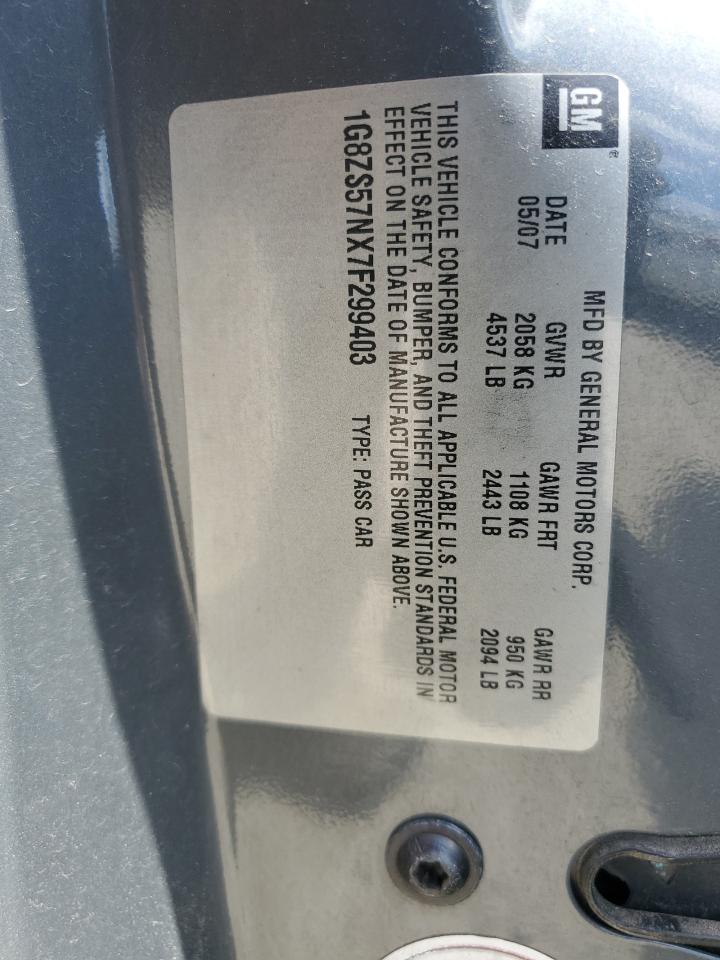 GM®
MFD BY GENERAL MOTORS CORP.
DATE GVWR GAWR FRT GAWR RR
05/07 2058 KG 1108 KG 950 KG
4537 LB 2443 LB 2094 LB
THIS VEHICLE CONFORMS TO ALL APPLICABLE U.S. FEDERAL MOTOR
VEHICLE SAFETY, BUMPER, AND THEFT PREVENTION STANDARDS IN
EFFECT ON THE DATE OF MANUFACTURE SHOWN ABOVE.
1G8ZS57NX7F299403 TYPE: PASS CAR